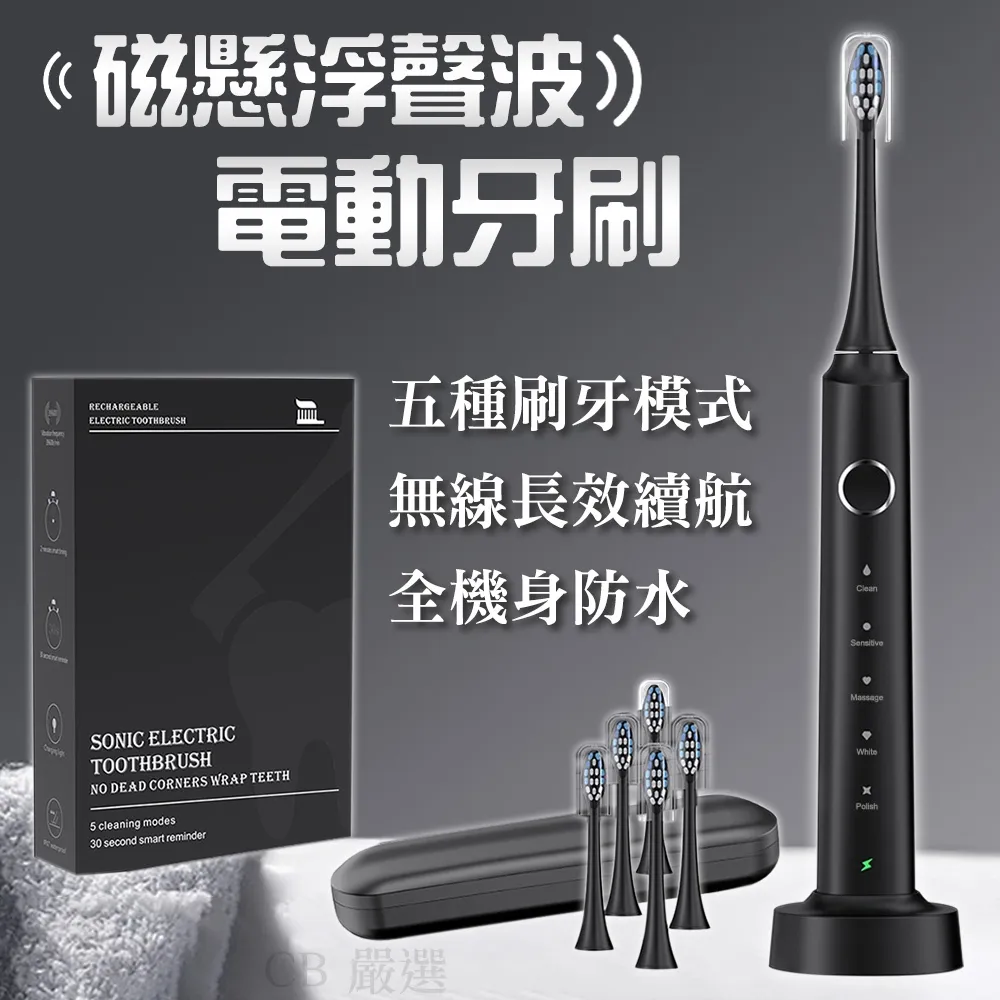 磁懸浮聲波
電動牙刷
RECHARGEABLE
ELECTRIC TOOTHBRUSH
五種刷牙模式
無線長效續航
全機身防水
SONIC ELECTRIC
TOOTHBRUSH
NO DEAD CORNERS WRAP TEETH
5 cleaning modes
30 second smart reminder
Changing light
Clean
Sensitive
Massage
White
Polish
CB 嚴選